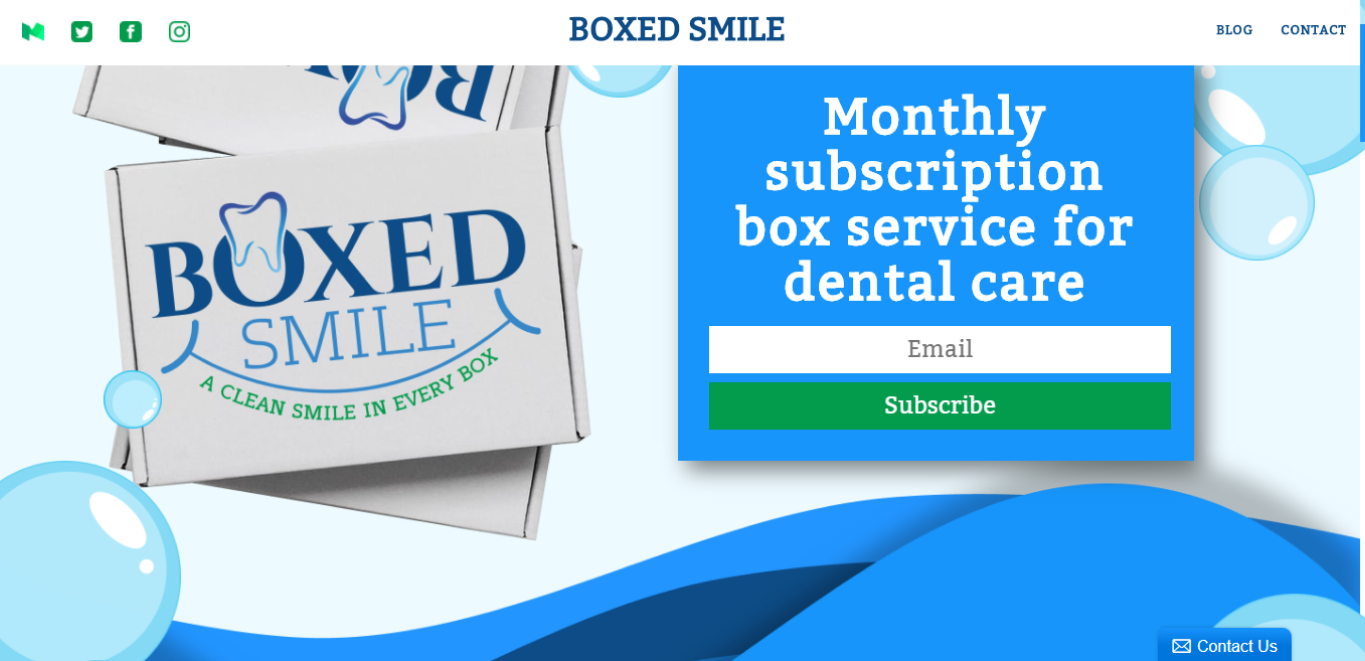 BOXED SMILE
BLOG
CONTACT
BOXED
BOXED
SMILE
A CLEAN SMILE IN EVERY BOX
Monthly
subscription
box service for
dental care
Email
Subscribe
Contact Us